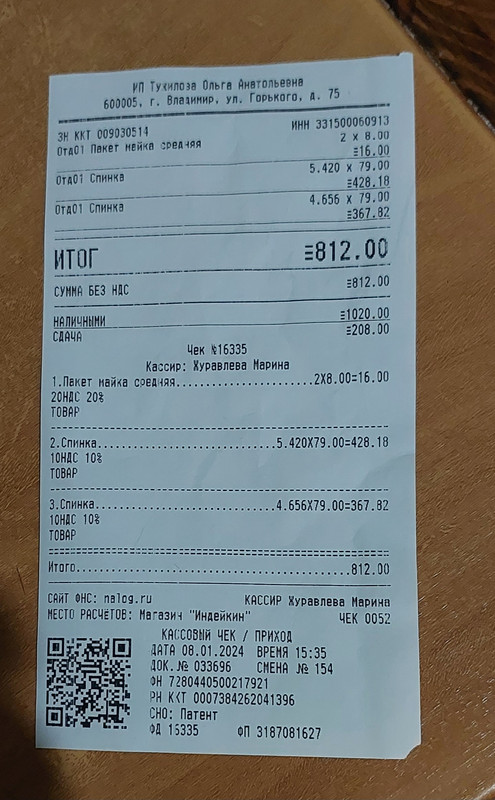 ИП Тухилоза Ольга Анатольевна
600005, г. Владимир, ул. Горького, д. 75
ЗН ККТ 009030514 ИНН 331500060913
Отд01 Пакет майка средняя 2 x 8.00
≡16.00
Отд01 Спинка 5.420 x 79.00
≡428.18
Отд01 Спинка 4.656 x 79.00
≡367.82
ИТОГ ≡812.00
СУММА БЕЗ НДС ≡812.00
НАЛИЧНЫМИ ≡1020.00
СДАЧА ≡208.00
Чек №16335
Кассир: Журавлева Марина
1.Пакет майка средняя..................2X8.00=16.00
20НДС 20%
ТОВАР
2.Спинка........................5.420X79.00=428.18
10НДС 10%
ТОВАР
3.Спинка........................4.656X79.00=367.82
10НДС 10%
ТОВАР
Итого.....................................812.00
САЙТ ФНС: nalog.ru КАССИР Журавлева Марина
МЕСТО РАСЧЁТОВ: Магазин "Индейкин" ЧЕК 0052
КАССОВЫЙ ЧЕК / ПРИХОД
ДАТА 08.01.2024 ВРЕМЯ 15:35
ДОК.№ 033696 СМЕНА № 154
ФН 7280440500217921
РН ККТ 0007384262041396
СНО: Патент
ФД 16335 ФП 3187081627